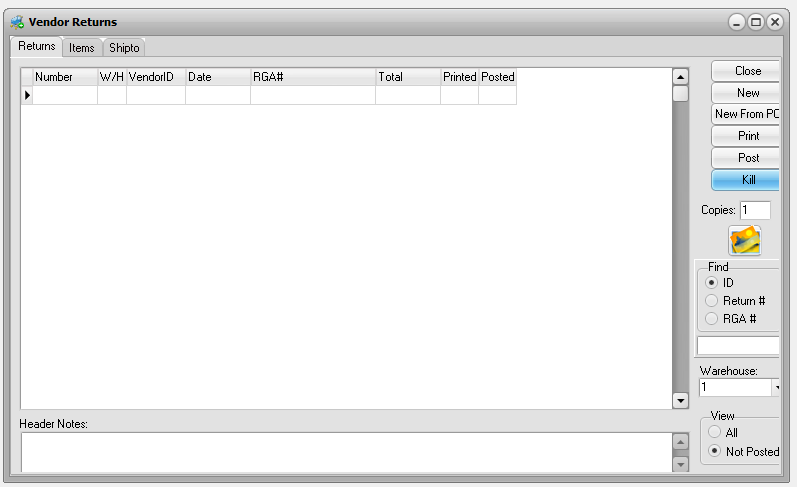 Vendor Returns
Returns Items Shipto
Number W/H VendorID Date RGA# Total Printed Posted
Close
New
New From PO
Print
Post
Kill
Copies: 1
Find
ID
Return #
RGA #
Warehouse:
1
View
All
Not Posted
Header Notes: